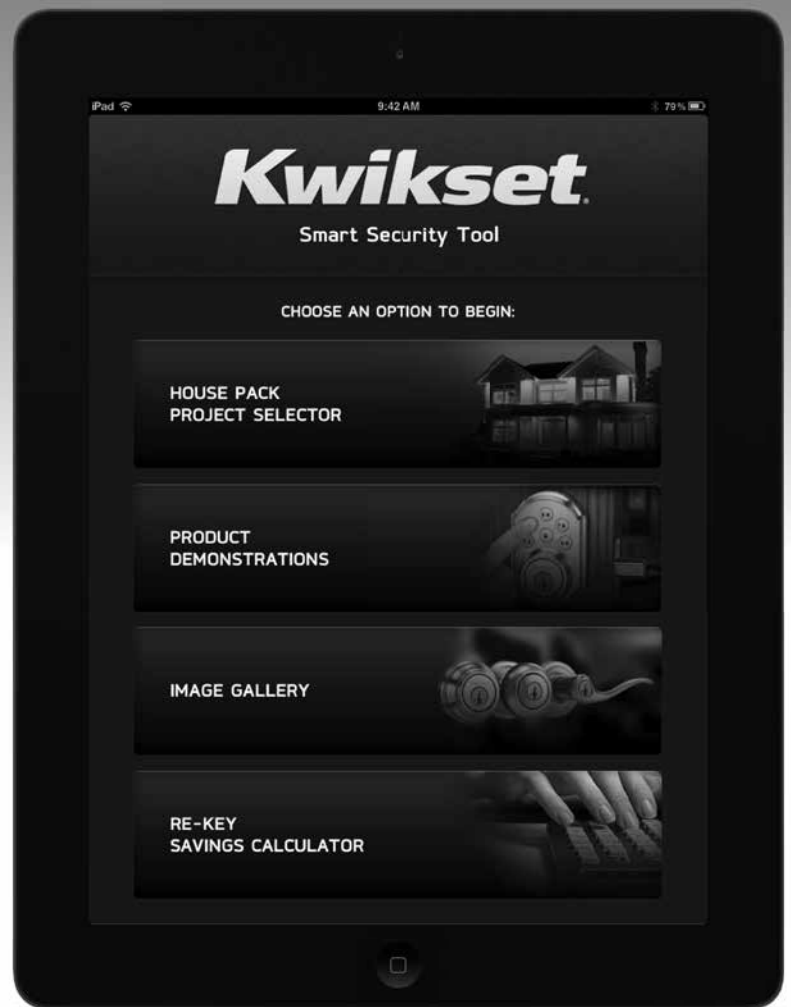 iPad 9:42 AM 79%
Kwikset
Smart Security Tool
CHOOSE AN OPTION TO BEGIN:
HOUSE PACK
PROJECT SELECTOR
PRODUCT
DEMONSTRATIONS
IMAGE GALLERY
RE-KEY
SAVINGS CALCULATOR